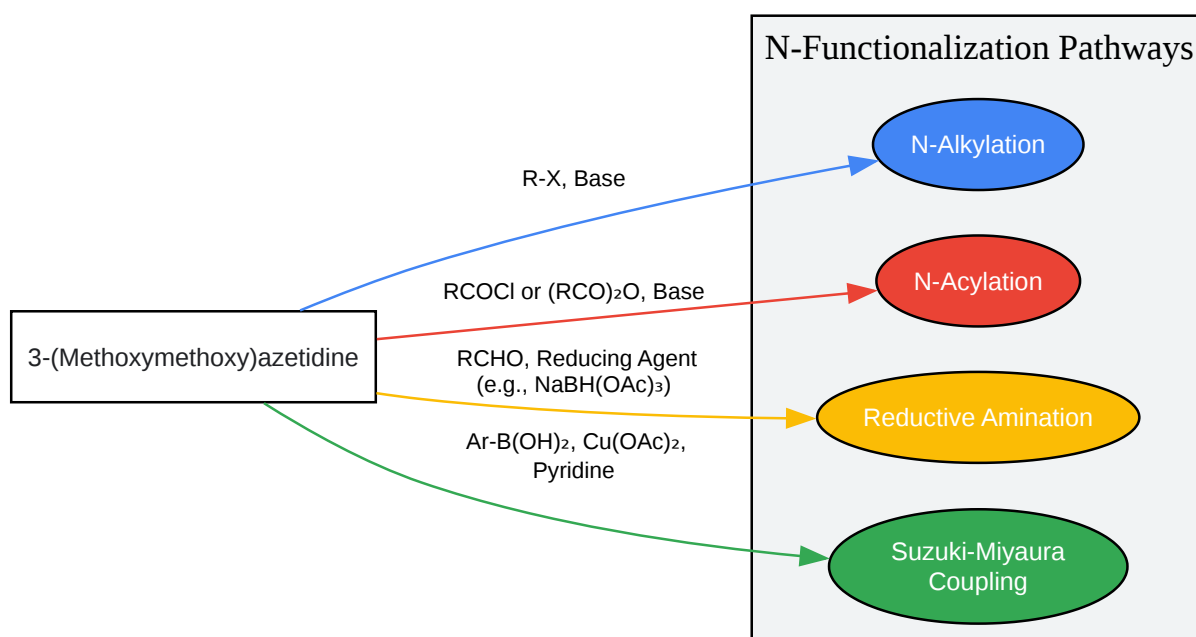 N-Functionalization Pathways
N-Alkylation
R-X, Base
N-Acylation
RCOCl or (RCO)₂O, Base
3-(Methoxymethoxy)azetidine
RCHO, Reducing Agent
(e.g., NaBH(OAc)₃)
Reductive Amination
Ar-B(OH)₂, Cu(OAc)₂,
Pyridine
Suzuki-Miyaura
Coupling